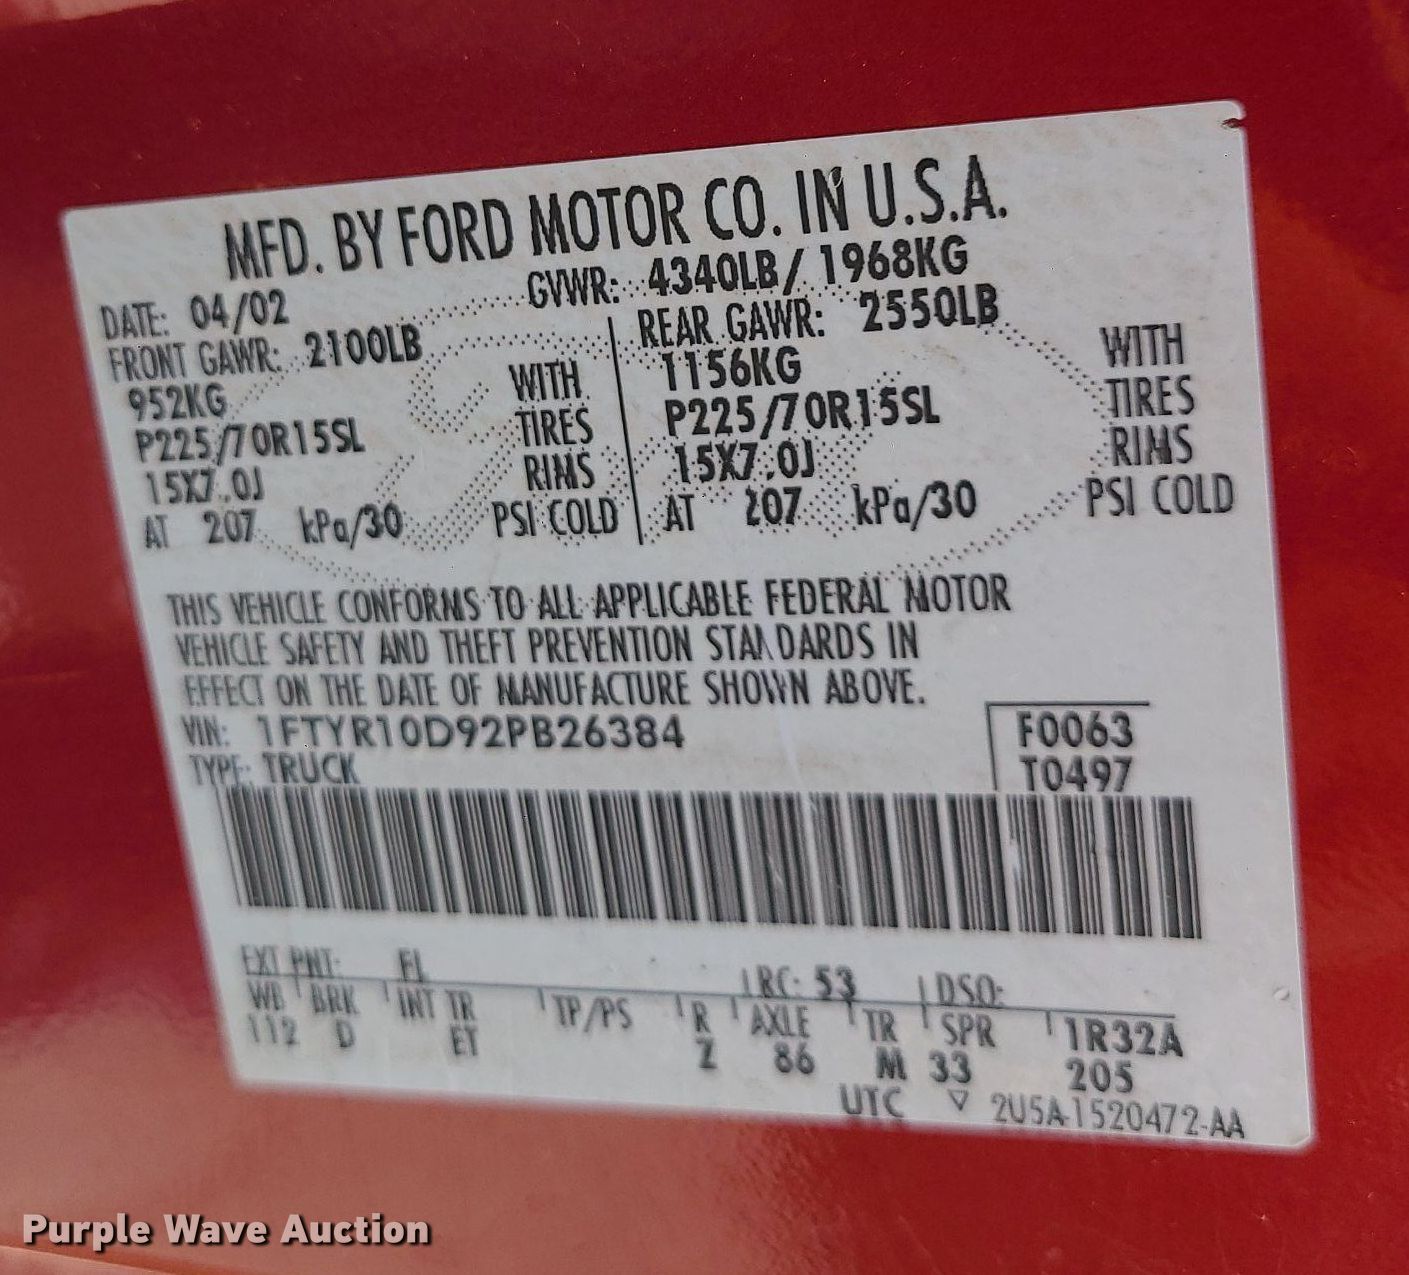 MFD. BY FORD MOTOR CO. IN U.S.A.
DATE: 04/02 GVWR: 4340LB/ 1968KG
FRONT GAWR: 2100LB REAR GAWR: 2550LB
952KG WITH 1156KG WITH
P225/70R15SL TIRES P225/70R15SL TIRES
15X7.0J RIMS 15X7.0J RIMS
AT 207 kPa/30 PSI COLD AT 207 kPa/30 PSI COLD
THIS VEHICLE CONFORMS TO ALL APPLICABLE FEDERAL MOTOR
VEHICLE SAFETY AND THEFT PREVENTION STANDARDS IN
EFFECT ON THE DATE OF MANUFACTURE SHOWN ABOVE.
VIN: 1FTYR10D92PB26384 F0063
TYPE: TRUCK T0497
EXT PNT: FL RC: 53 DSO:
WB BRK INT TR TP/PS R AXLE TR SPR 1R32A
112 D ET Z 86 M 33 205
UTC ▽ 2U5A-1520472-AA
Purple Wave Auction